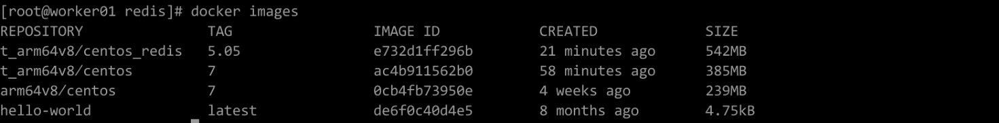 [root@worker01 redis]# docker images
REPOSITORY TAG IMAGE ID CREATED SIZE
t_arm64v8/centos_redis 5.05 e732d1ff296b 21 minutes ago 542MB
t_arm64v8/centos 7 ac4b911562b0 58 minutes ago 385MB
arm64v8/centos 7 0cb4fb73950e 4 weeks ago 239MB
hello-world latest de6f0c40d4e5 8 months ago 4.75kB